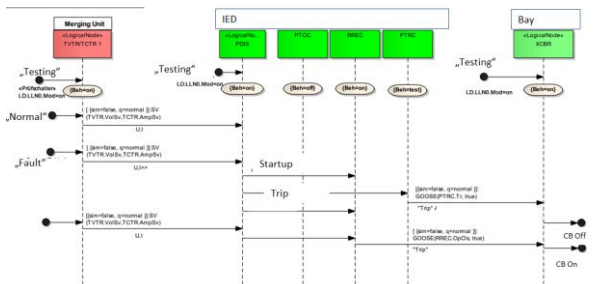 Merging Unit
IED
Bay
«LogicalNode»
TVTR/TCTR 1
«LogicalNo...
PDIS
PTOC
RREC
PTRC
«LogicalNode»
XCBR
„Testing"
„Testing"
„Testing"
«Prüfschalter»
LD.LLN0.Mod=on
LD.LLN0.Mod=on
LD.LLN0.Mod=on
{Beh=on}
{Beh=on}
{Beh=off}
{Beh=on}
{Beh=test}
{Beh=on}
„Normal"
[ {sim=false, q=normal }]:SV
(TVTR.VolSv,TCTR.AmpSv)
U,I
„Fault"
[ {sim=false, q=normal }]:SV
(TVTR.VolSv,TCTR.AmpSv)
U,I>>
Startup
Trip
[{sim=false, q=normal }]:
GOOSE(PTRC.Tr, true)
"Trip"
[{sim=false, q=normal }]:SV
(TVTR.VolSv,TCTR.AmpSv)
U,I
CB Off
[ {sim=false, q=normal }]:
GOOSE(RREC.OpCls, true)
"Trip"
CB On